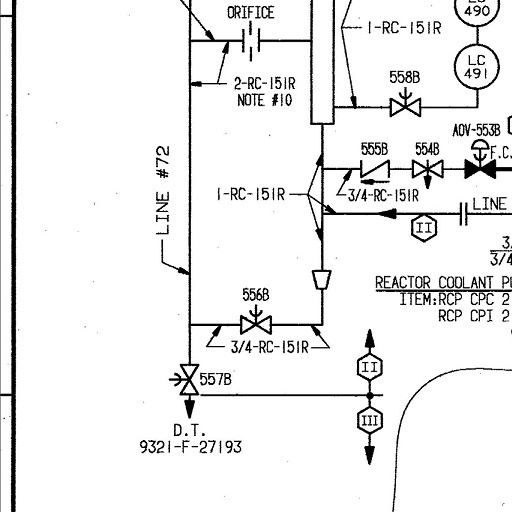 ORIFICE
490
1-RC-151R
LC
491
2-RC-151R
NOTE #10
558B
AOV-553B
555B
554B
F.C.
LINE #72
1-RC-151R
3/4-RC-151R
LINE
II
3/4
REACTOR COOLANT
ITEM:RCP CPC 2
RCP CPI 2
556B
3/4-RC-151R
II
557B
III
D.T.
9321-F-27193